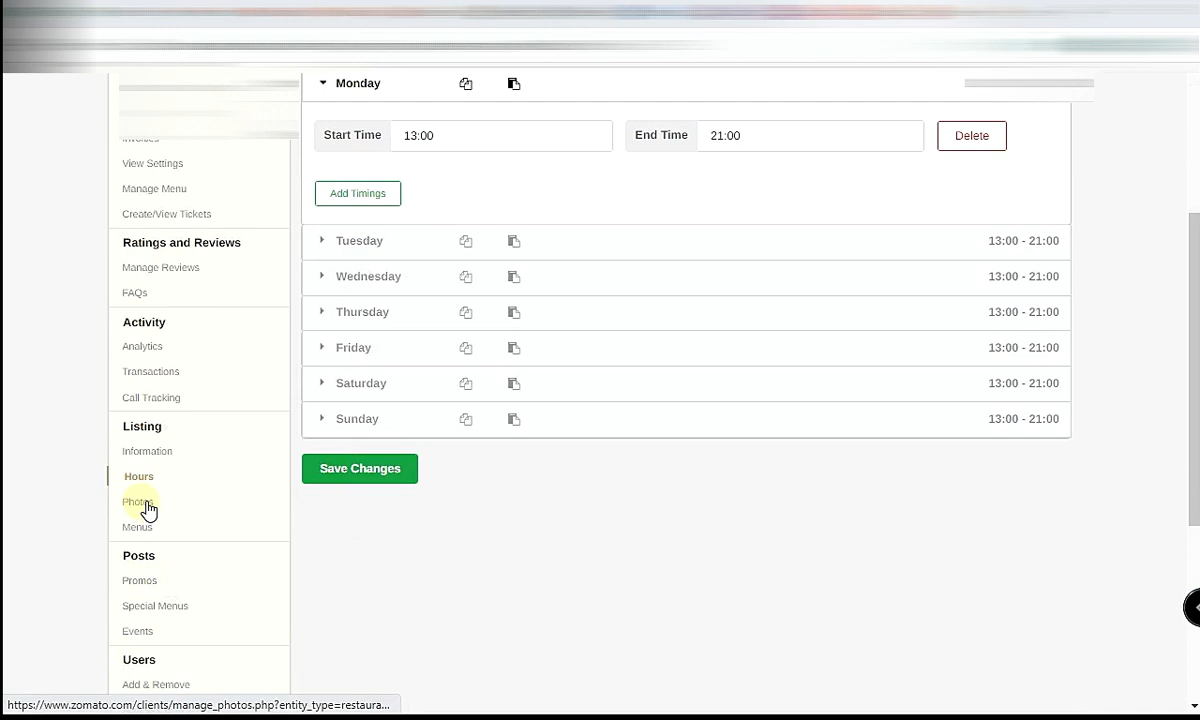 Monday
Start Time 13:00 End Time 21:00 Delete
Add Timings
Tuesday 13:00 - 21:00
Wednesday 13:00 - 21:00
Thursday 13:00 - 21:00
Friday 13:00 - 21:00
Saturday 13:00 - 21:00
Sunday 13:00 - 21:00
Save Changes
Invoices
View Settings
Manage Menu
Create/View Tickets
Ratings and Reviews
Manage Reviews
FAQs
Activity
Analytics
Transactions
Call Tracking
Listing
Information
Hours
Photos
Menus
Posts
Promos
Special Menus
Events
Users
Add & Remove
https://www.zomato.com/clients/manage_photos.php?entity_type=restaura...